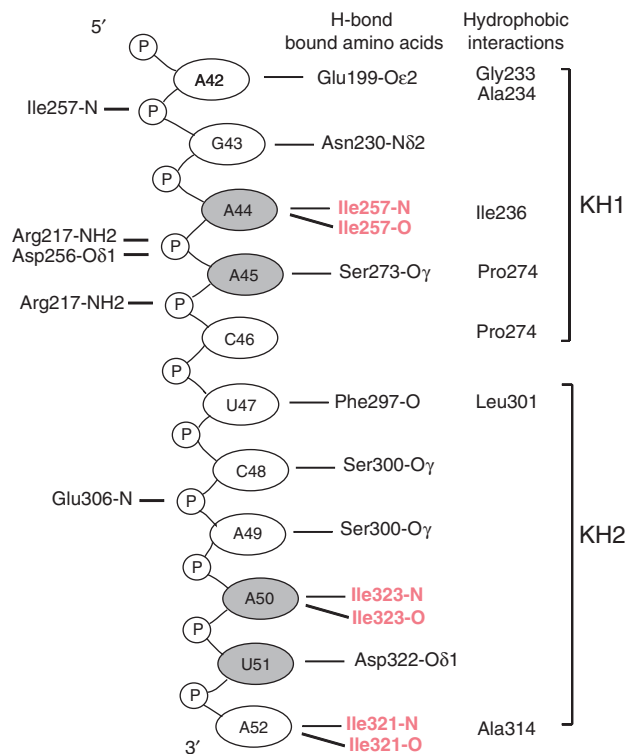 5′
H-bond
bound amino acids
Hydrophobic
interactions
P
A42
Glu199-Oε2
Gly233
Ala234
Ile257-N
P
G43
Asn230-Nδ2
P
A44
Ile257-N
Ile257-O
Ile236
KH1
Arg217-NH2
Asp256-Oδ1
P
A45
Ser273-Oγ
Pro274
Arg217-NH2
P
C46
Pro274
P
U47
Phe297-O
Leu301
P
C48
Ser300-Oγ
Glu306-N
P
A49
Ser300-Oγ
KH2
P
A50
Ile323-N
Ile323-O
P
U51
Asp322-Oδ1
P
A52
Ile321-N
Ile321-O
Ala314
3′